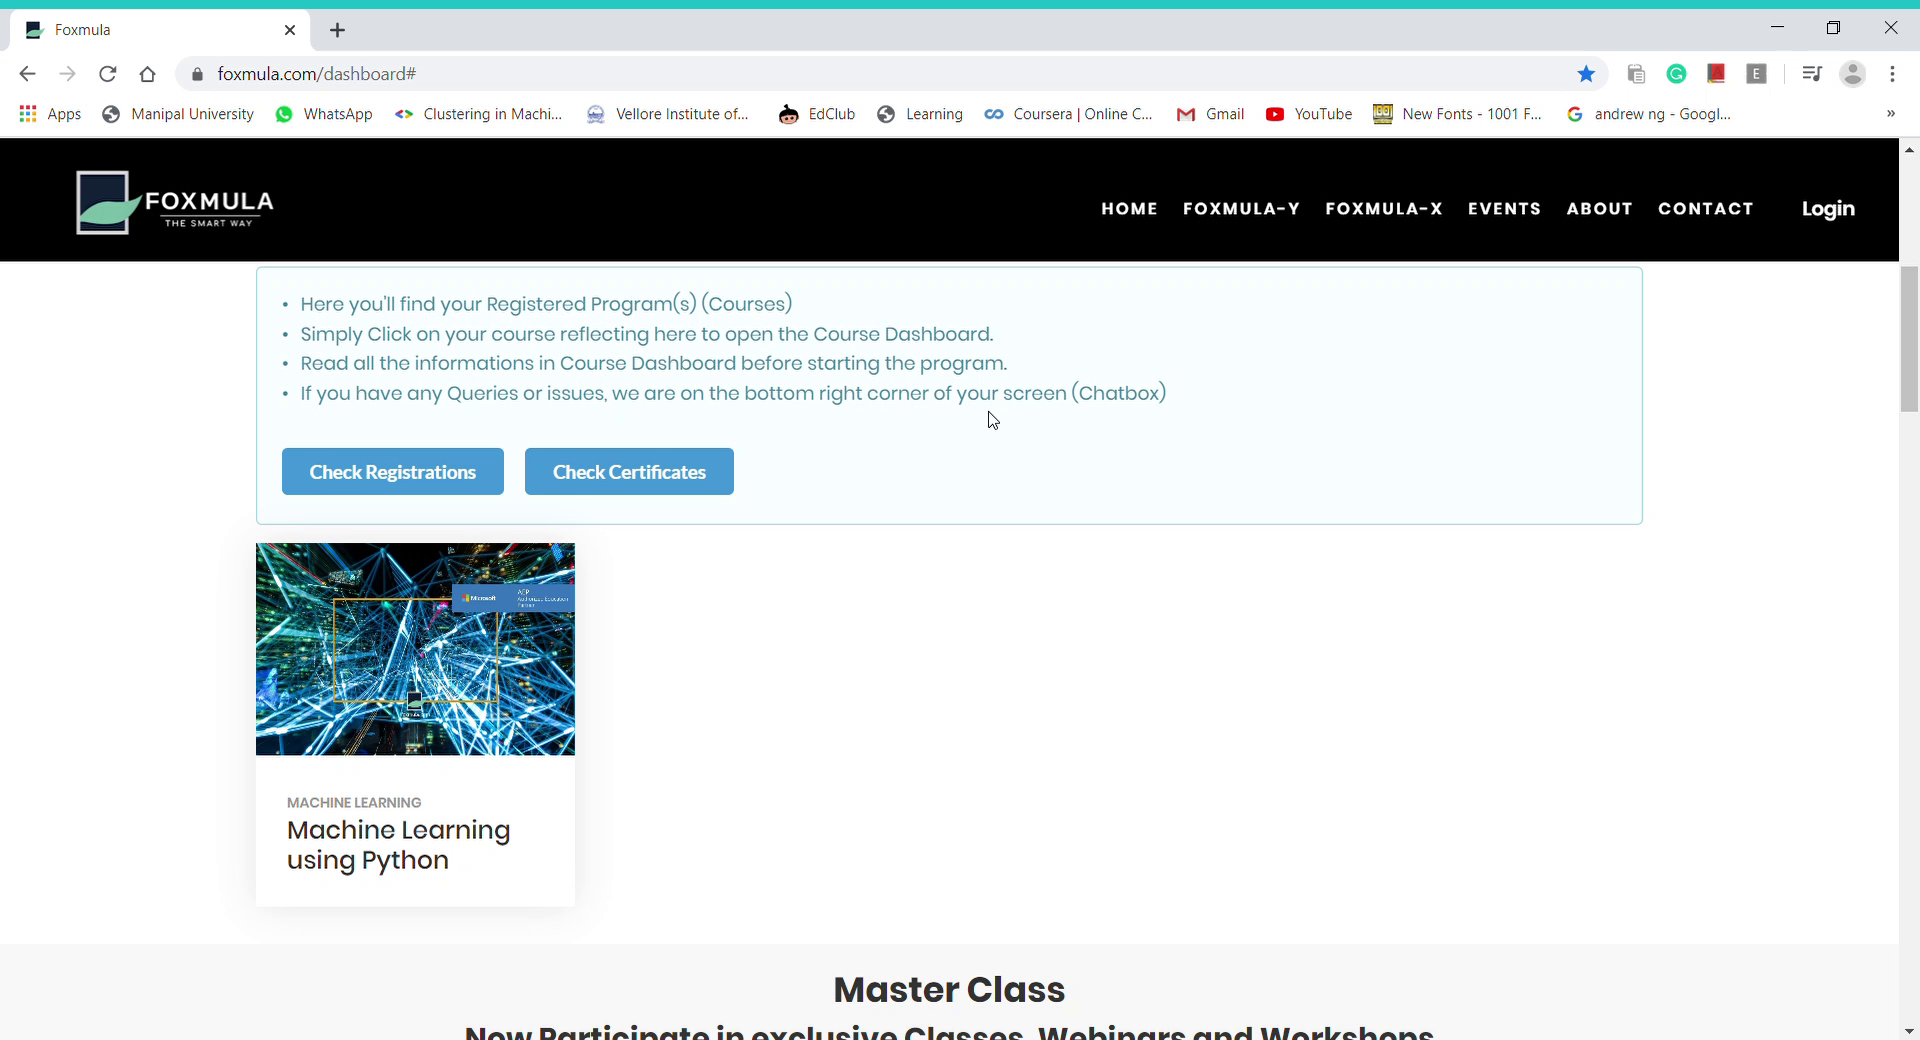 Foxmula
foxmula.com/dashboard#
Apps
Manipal University
WhatsApp
Clustering in Machi...
Vellore Institute of...
EdClub
Learning
Coursera | Online C...
Gmail
YouTube
New Fonts - 1001 F...
andrew ng - Googl...
»
FOXMULA
THE SMART WAY
HOME
FOXMULA-Y
FOXMULA-X
EVENTS
ABOUT
CONTACT
Login
• Here you'll find your Registered Program(s) (Courses)
• Simply Click on your course reflecting here to open the Course Dashboard.
• Read all the informations in Course Dashboard before starting the program.
• If you have any Queries or issues, we are on the bottom right corner of your screen (Chatbox)
Check Registrations
Check Certificates
Microsoft
AEP
Authorized Education
Partner
MACHINE LEARNING
Machine Learning
using Python
Master Class
Now Participate in exclusive Classes, Webinars and Workshops